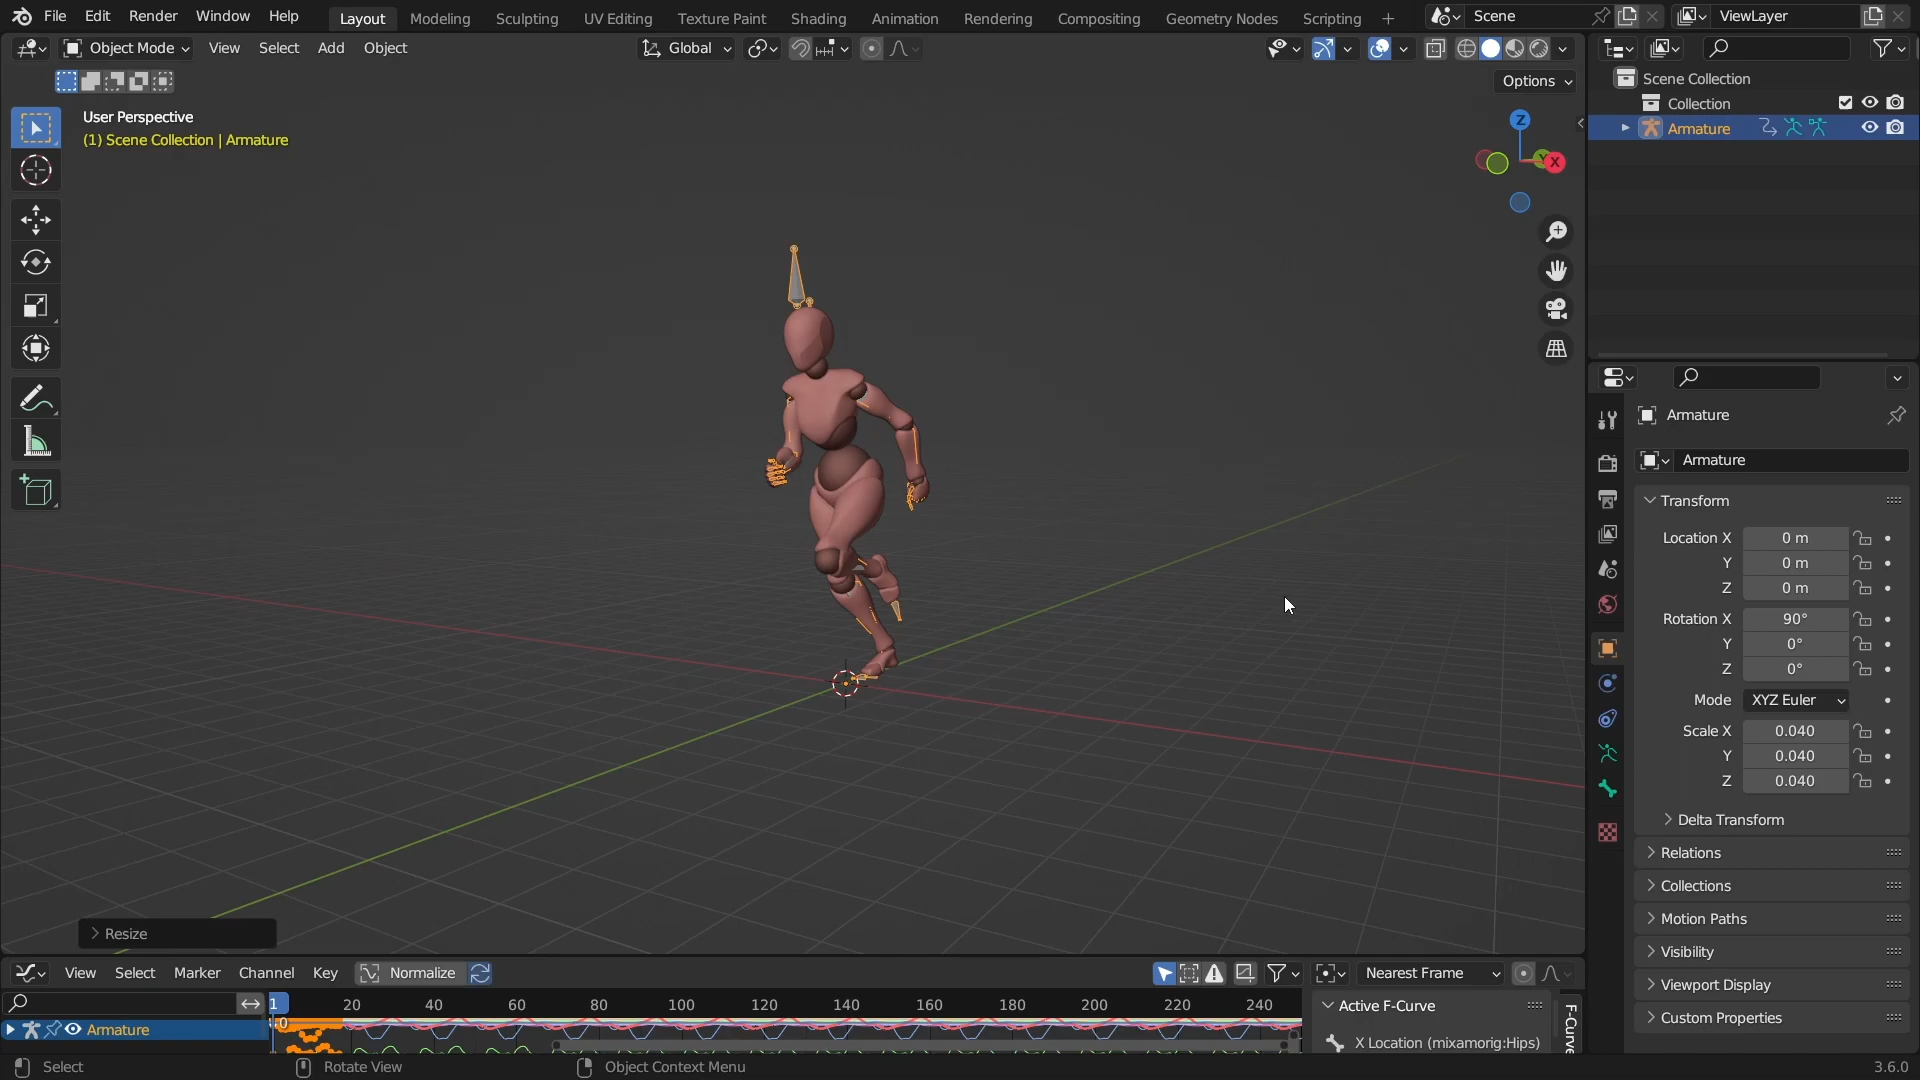 File Edit Render Window Help Layout Modeling Sculpting UV Editing Texture Paint Shading Animation Rendering Compositing Geometry Nodes Scripting + Scene ViewLayer
Object Mode View Select Add Object Global
Options
User Perspective
(1) Scene Collection | Armature
Z
Y
X
Resize
Scene Collection
Collection
Armature
Armature
Armature
Transform
Location X 0 m
Y 0 m
Z 0 m
Rotation X 90°
Y 0°
Z 0°
Mode XYZ Euler
Scale X 0.040
Y 0.040
Z 0.040
Delta Transform
Relations
Collections
Motion Paths
Visibility
Viewport Display
Custom Properties
View Select Marker Channel Key Normalize Nearest Frame
1 20 40 60 80 100 120 140 160 180 200 220 240
Armature
Active F-Curve
X Location (mixamorig:Hips)
F-Curve
Select Rotate View Object Context Menu 3.6.0